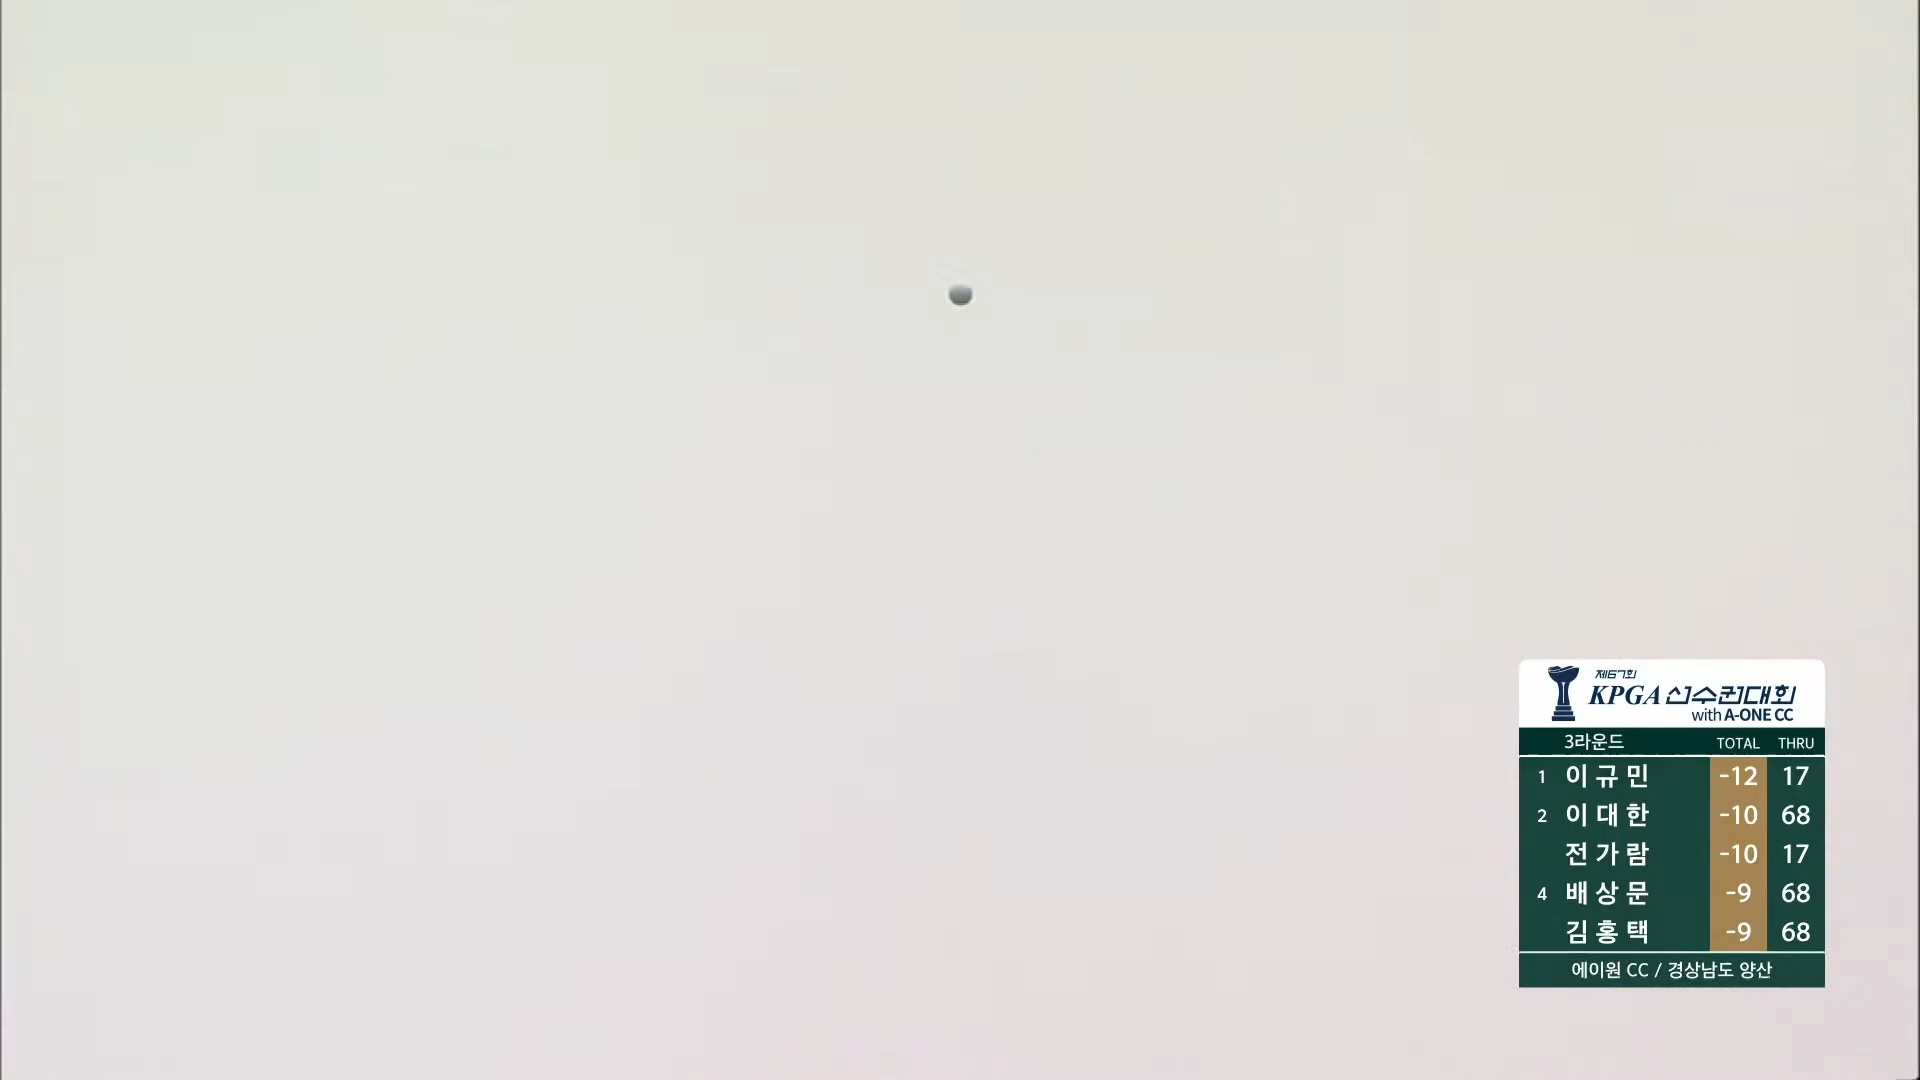 제67회
KPGA 선수권대회
with A-ONE CC
3라운드 TOTAL THRU
1 이규민 -12 17
2 이대한 -10 68
전가람 -10 17
4 배상문 -9 68
김홍택 -9 68
에이원 CC / 경상남도 양산